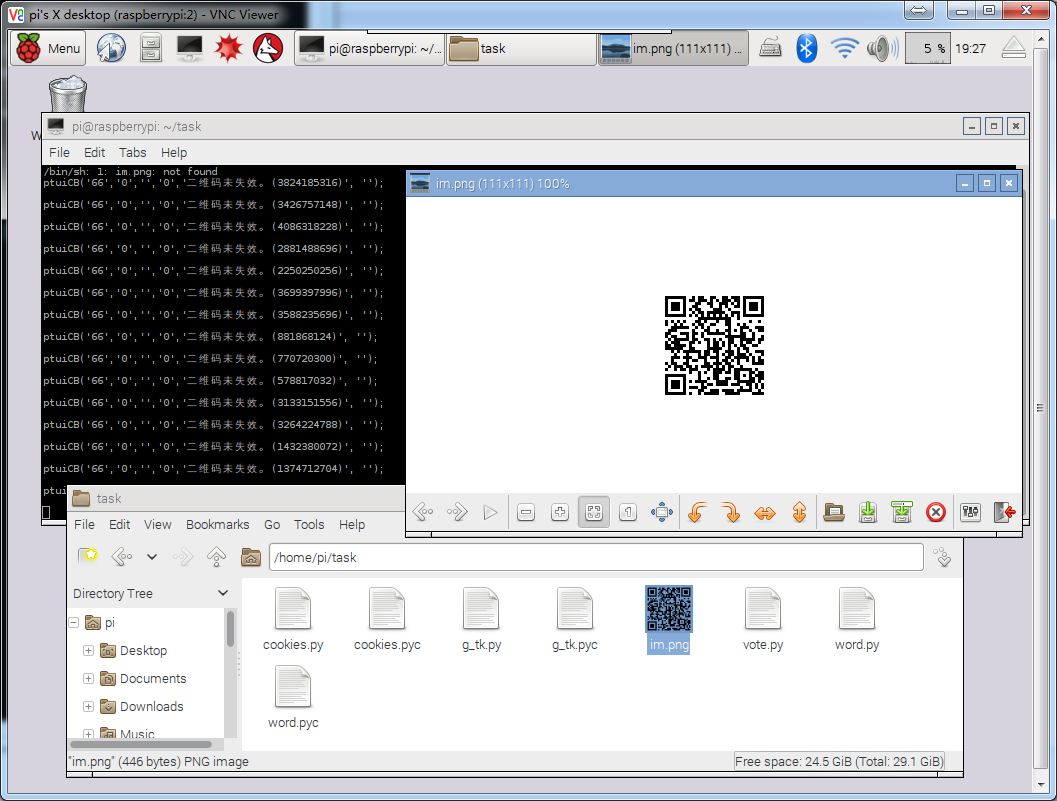 pi's X desktop (raspberrypi:2) - VNC Viewer
Menu
pi@raspberrypi: ~/...
task
im.png (111x111) ...
5 %
19:27
pi@raspberrypi: ~/task
File Edit Tabs Help
/bin/sh: 1: im.png: not found
ptuiCB('66','0','','0','二维码未失效。(3824185316)', '');
ptuiCB('66','0','','0','二维码未失效。(3426757148)', '');
ptuiCB('66','0','','0','二维码未失效。(4086318228)', '');
ptuiCB('66','0','','0','二维码未失效。(2881488696)', '');
ptuiCB('66','0','','0','二维码未失效。(2250250256)', '');
ptuiCB('66','0','','0','二维码未失效。(3699397996)', '');
ptuiCB('66','0','','0','二维码未失效。(3588235696)', '');
ptuiCB('66','0','','0','二维码未失效。(881868124)', '');
ptuiCB('66','0','','0','二维码未失效。(770720300)', '');
ptuiCB('66','0','','0','二维码未失效。(578817032)', '');
ptuiCB('66','0','','0','二维码未失效。(3133151556)', '');
ptuiCB('66','0','','0','二维码未失效。(3264224788)', '');
ptuiCB('66','0','','0','二维码未失效。(1432380072)', '');
ptuiCB('66','0','','0','二维码未失效。(1374712704)', '');
ptui
im.png (111x111) 100%
1
task
File Edit View Bookmarks Go Tools Help
/home/pi/task
Directory Tree
pi
Desktop
Documents
Downloads
Music
cookies.py
cookies.pyc
g_tk.py
g_tk.pyc
im.png
vote.py
word.py
word.pyc
"im.png" (446 bytes) PNG image
Free space: 24.5 GiB (Total: 29.1 GiB)